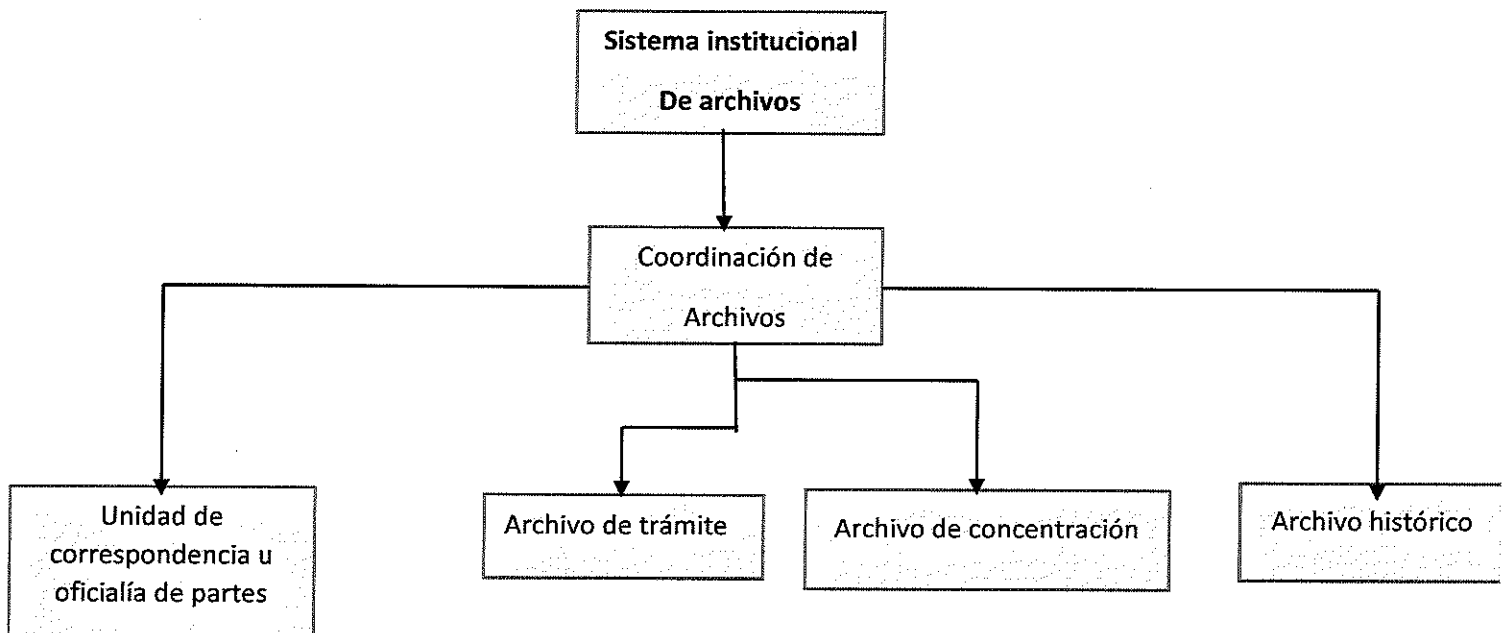 Sistema institucional
De archivos
Coordinación de
Archivos
Unidad de
correspondencia u
oficialía de partes
Archivo de trámite
Archivo de concentración
Archivo histórico